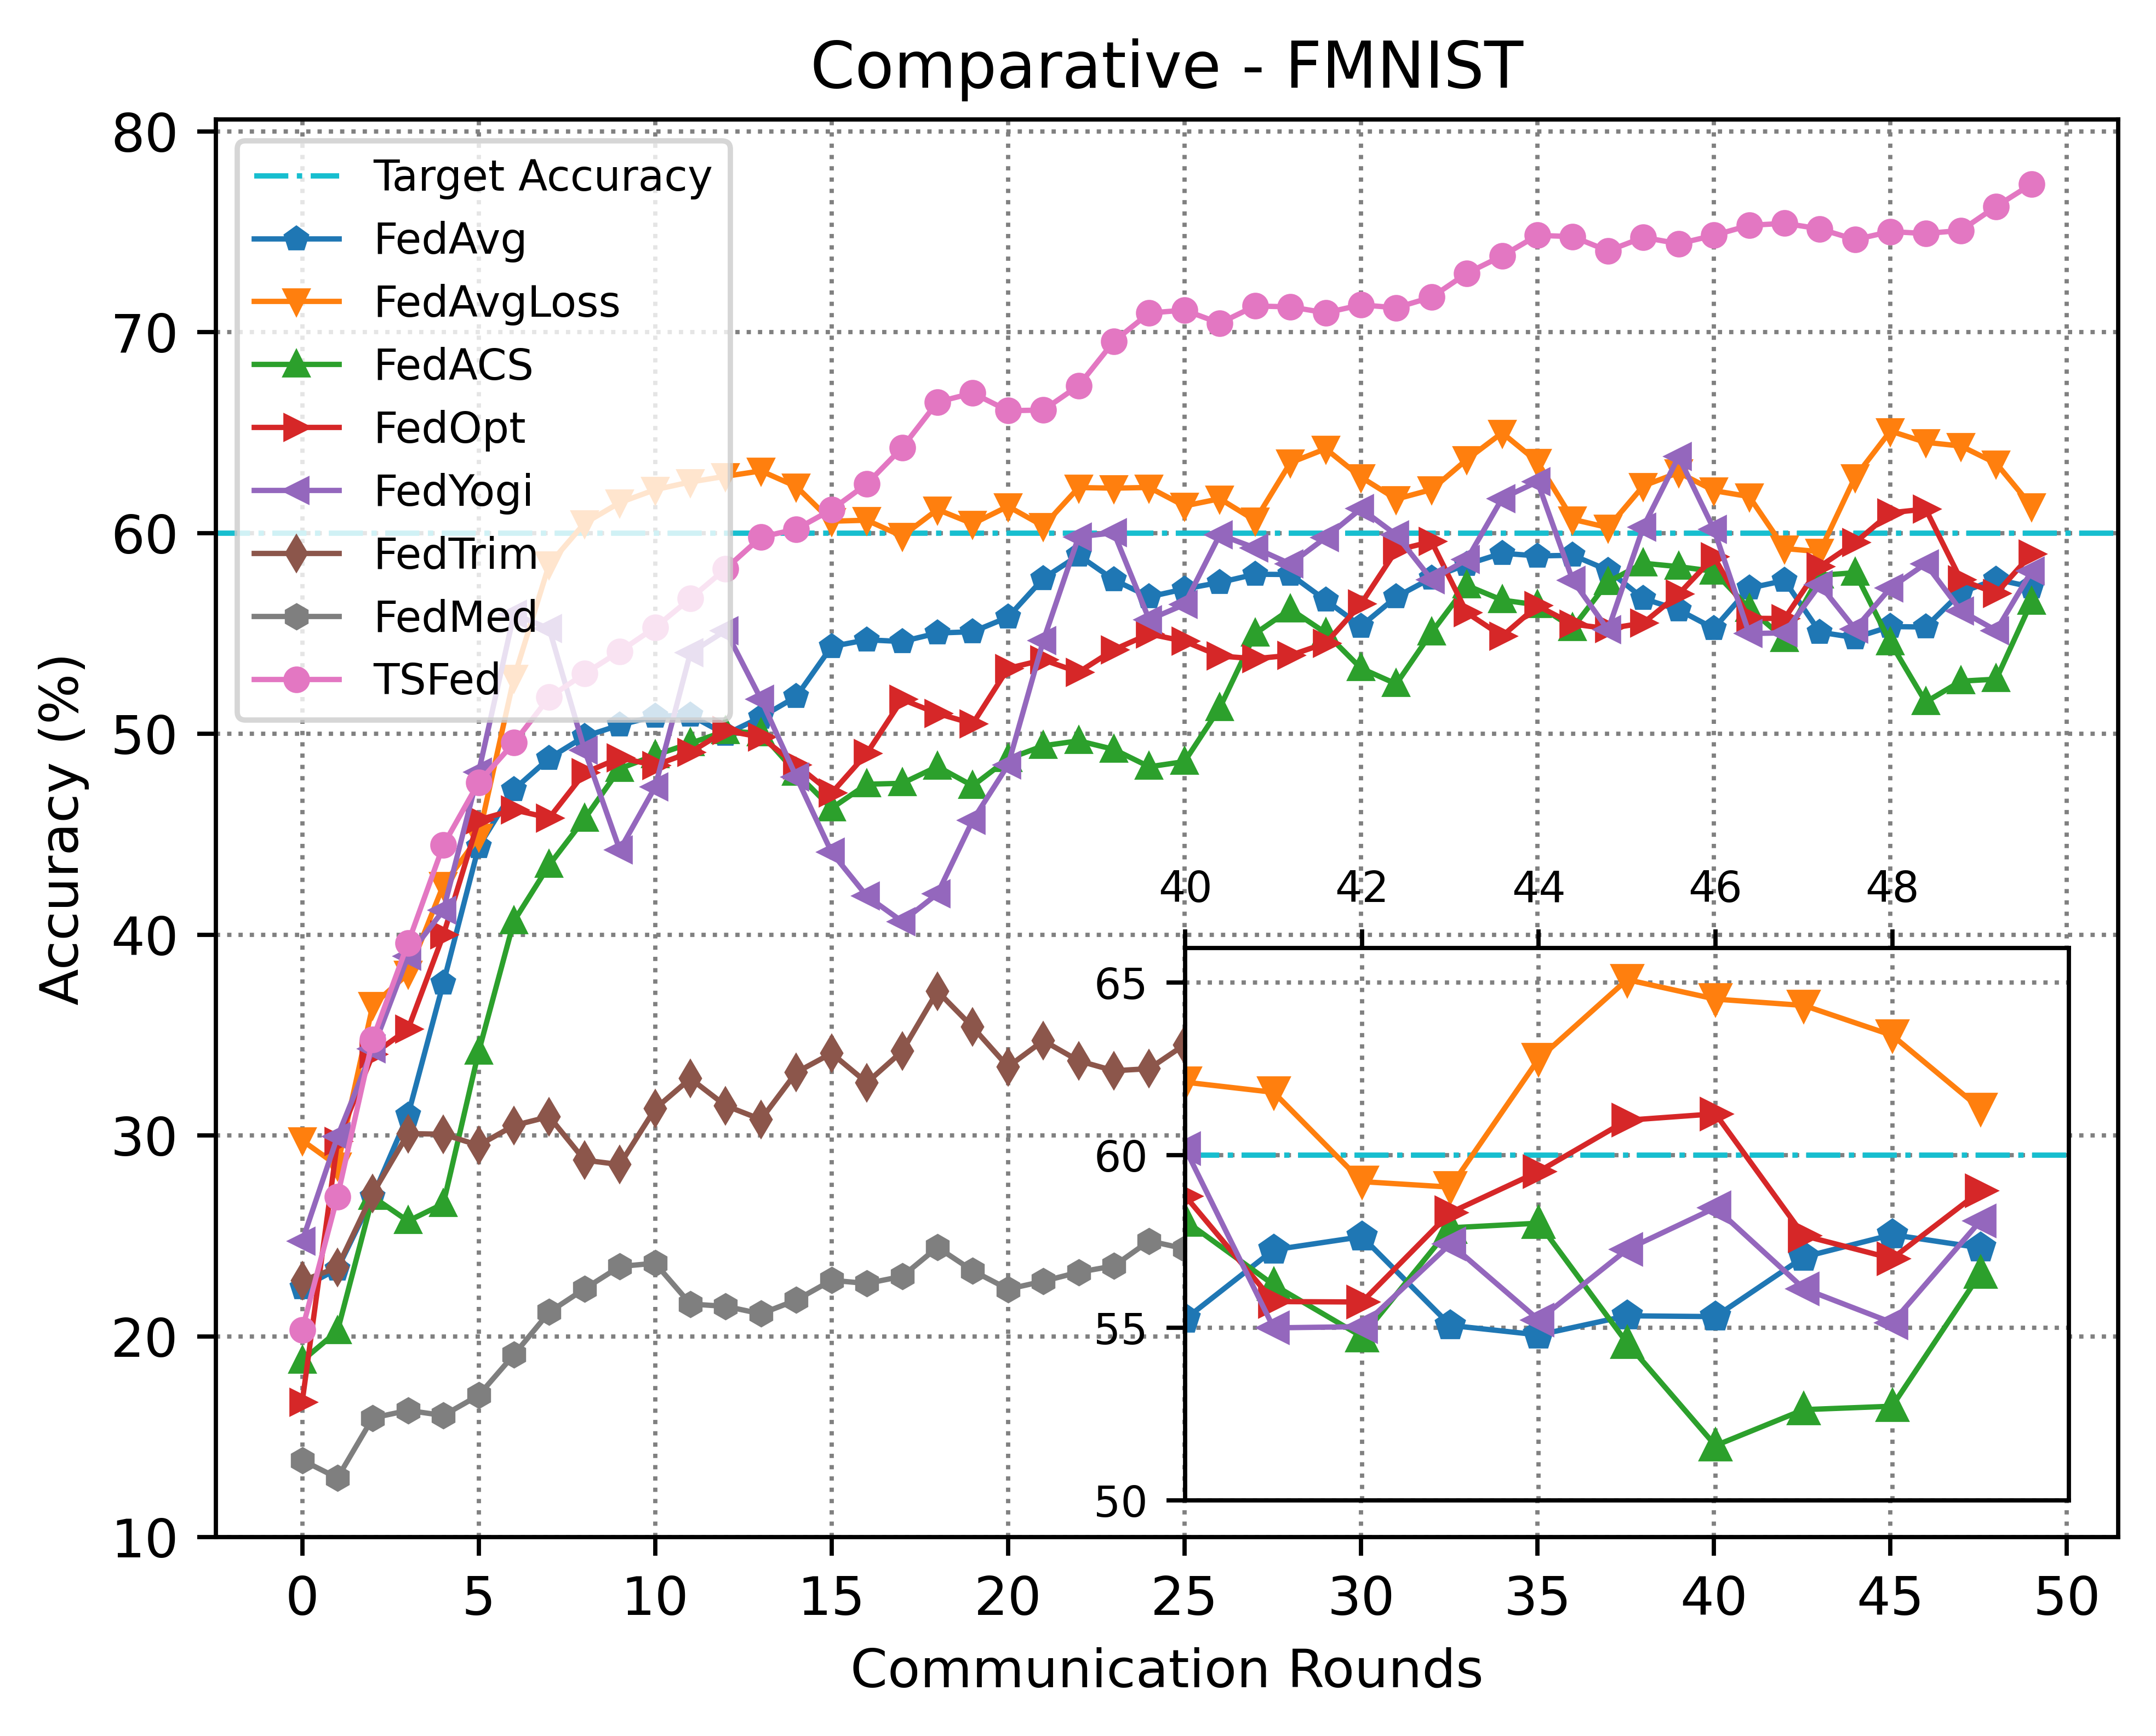 Comparative - FMNIST
Accuracy (%)
80
70
60
50
40
30
20
10
Target Accuracy
FedAvg
FedAvgLoss
FedACS
FedOpt
FedYogi
FedTrim
FedMed
TSFed
40 42 44 46 48
65
60
55
50
0 5 10 15 20 25 30 35 40 45 50
Communication Rounds